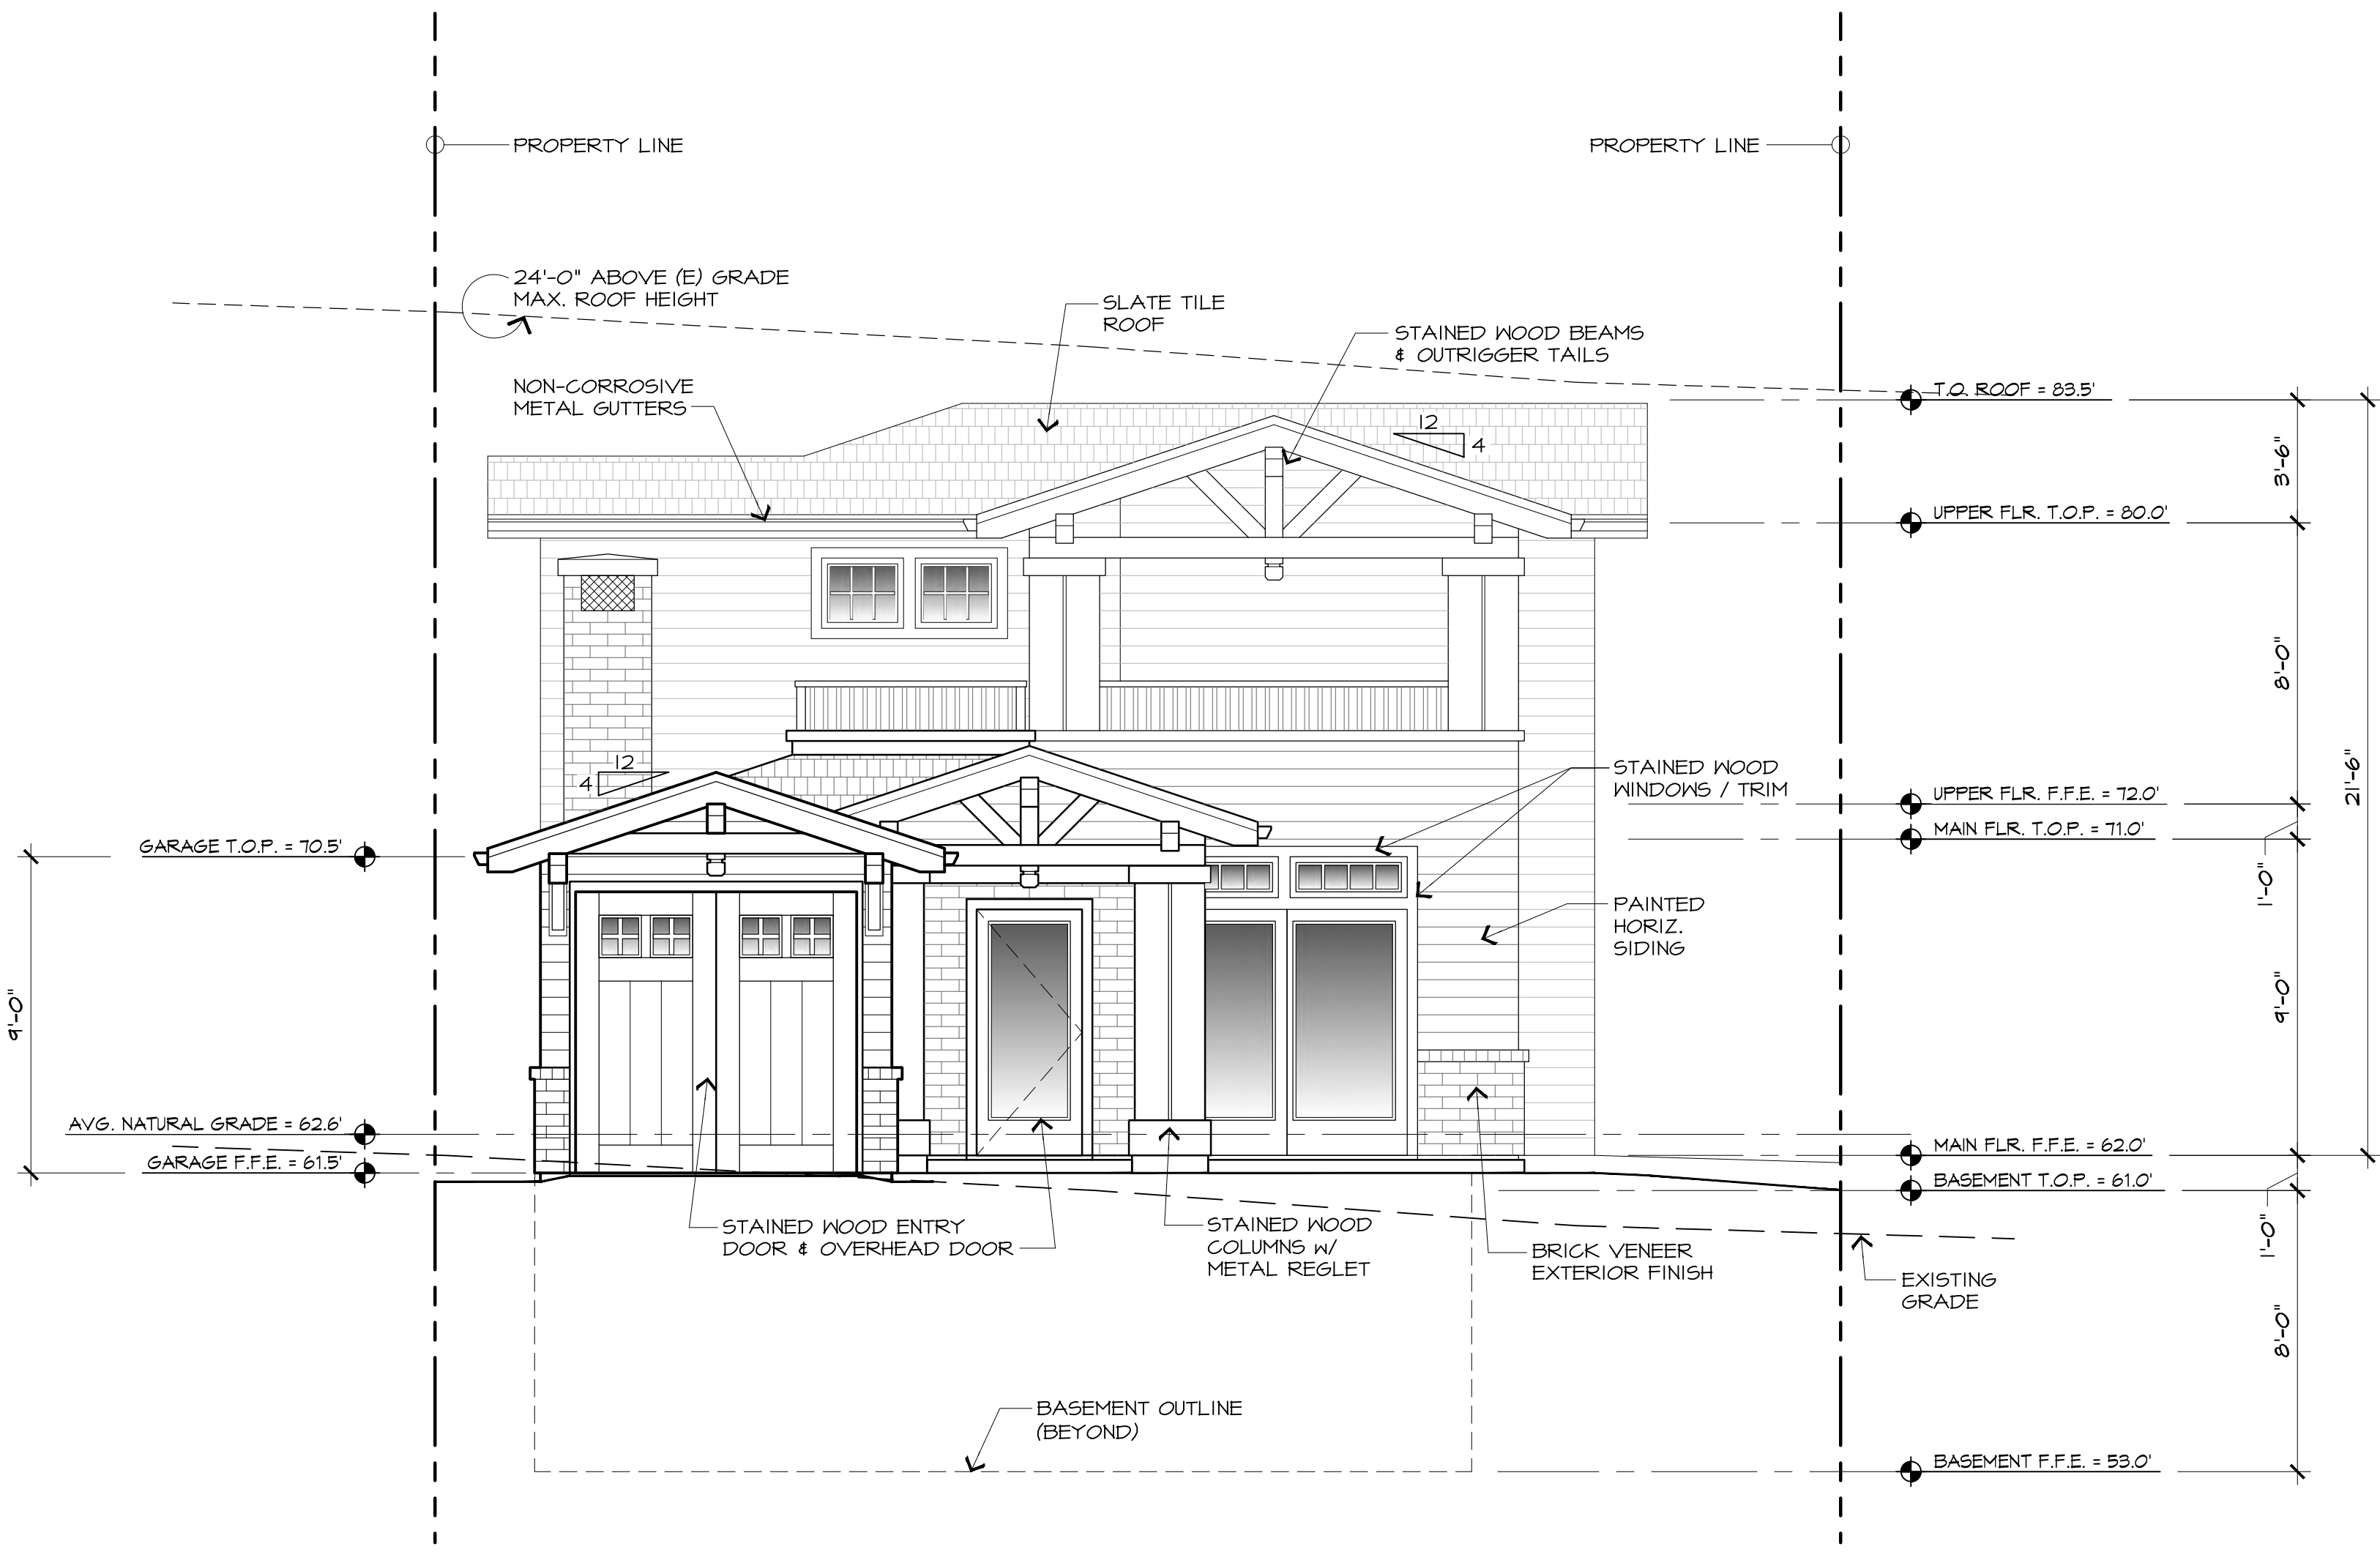 PROPERTY LINE
PROPERTY LINE
24'-0" ABOVE (E) GRADE
MAX. ROOF HEIGHT
SLATE TILE
ROOF
STAINED WOOD BEAMS
& OUTRIGGER TAILS
NON-CORROSIVE
METAL GUTTERS
T.O. ROOF = 83.5'
12
4
3'-6"
UPPER FLR. T.O.P. = 80.0'
8'-0"
12
4
STAINED WOOD
WINDOWS / TRIM
21'-6"
UPPER FLR. F.F.E. = 72.0'
MAIN FLR. T.O.P. = 71.0'
GARAGE T.O.P. = 70.5'
1'-0"
PAINTED
HORIZ.
SIDING
9'-0"
9'-0"
AVG. NATURAL GRADE = 62.6'
MAIN FLR. F.F.E. = 62.0'
GARAGE F.F.E. = 61.5'
BASEMENT T.O.P. = 61.0'
STAINED WOOD ENTRY
DOOR & OVERHEAD DOOR
STAINED WOOD
COLUMNS W/
METAL REGLET
BRICK VENEER
EXTERIOR FINISH
1'-0"
EXISTING
GRADE
8'-0"
BASEMENT OUTLINE
(BEYOND)
BASEMENT F.F.E. = 53.0'